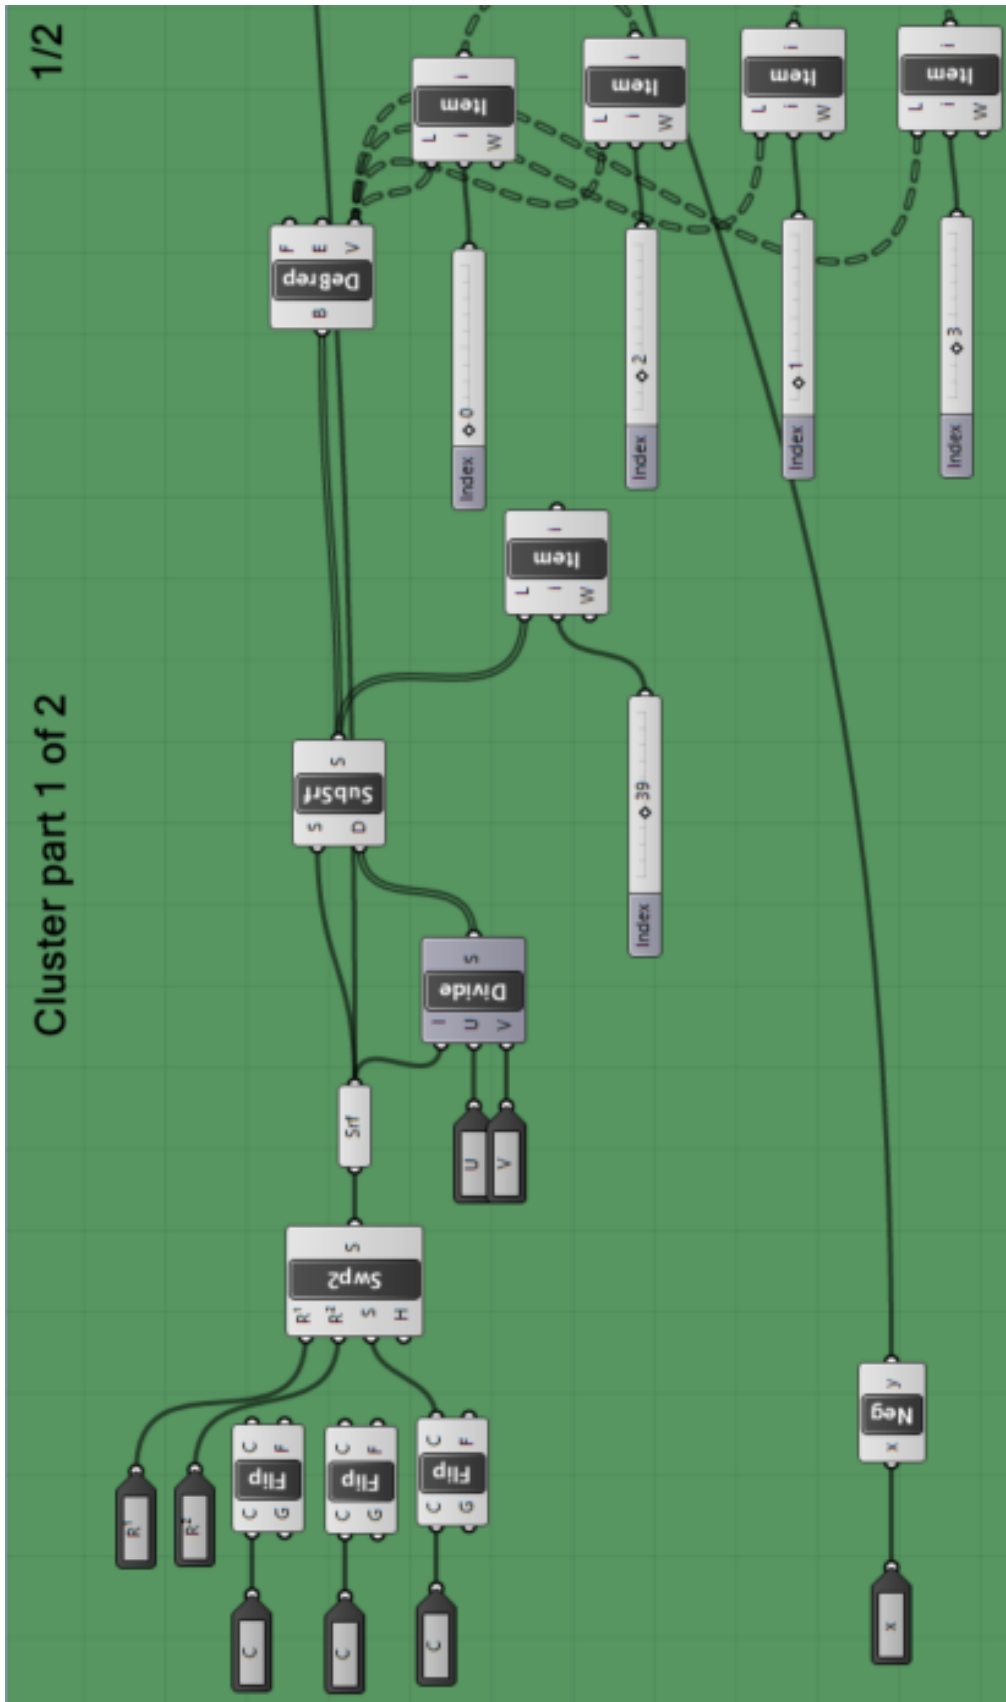 Cluster part 1 of 2
1/2
R¹
R²
C
C
C
C
G
Flip
C
F
C
G
Flip
C
F
C
G
Flip
C
F
R¹
R²
S
H
Swp2
S
Srf
U
V
I
U
V
Divide
S
S
D
SubSrf
S
Index
39
L
i
W
Item
i
B
DeBrep
F
E
V
Index
0
L
i
W
Item
i
Index
2
L
i
W
Item
i
Index
1
L
i
W
Item
i
Index
3
L
i
W
Item
i
x
x
Neg
y